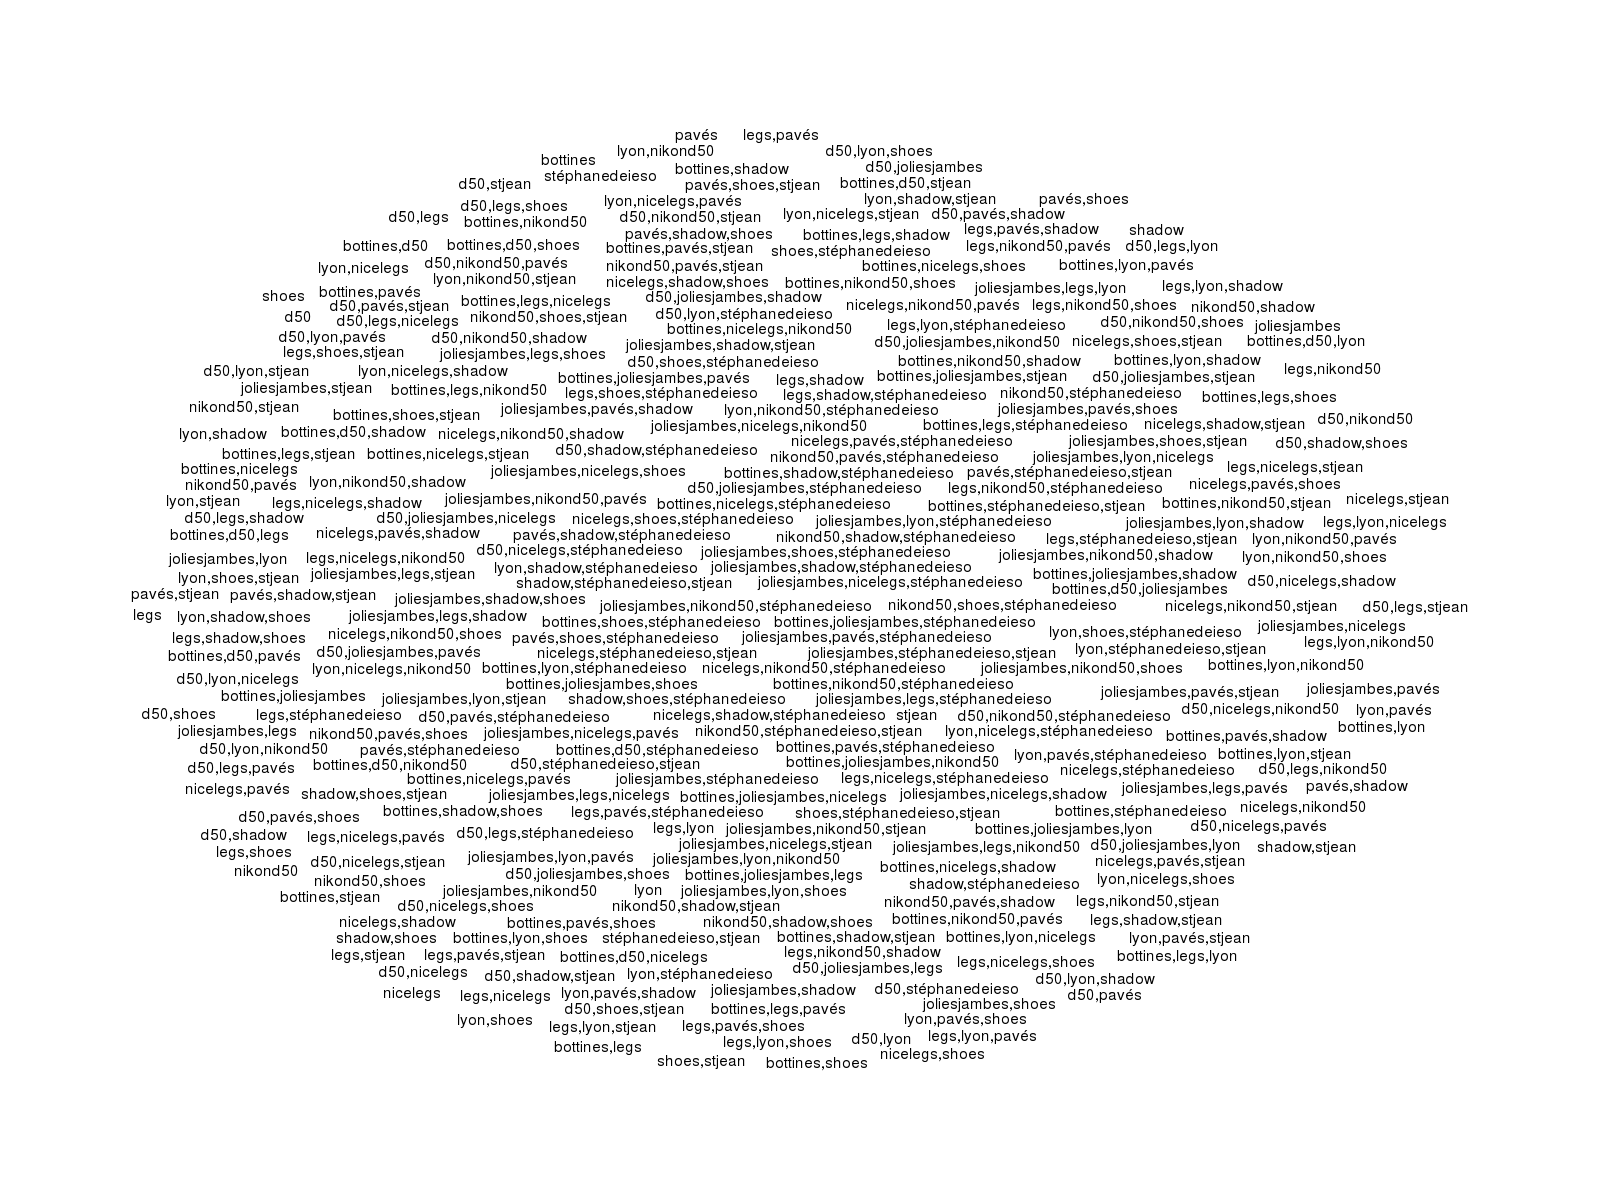 pavés legs,pavés
lyon,nikond50 d50,lyon,shoes
bottines bottines,shadow d50,joliesjambes
d50,stjean stéphanedeieso pavés,shoes,stjean bottines,d50,stjean
d50,legs,shoes lyon,nicelegs,pavés lyon,shadow,stjean pavés,shoes
d50,legs bottines,nikond50 d50,nikond50,stjean lyon,nicelegs,stjean d50,pavés,shadow
pavés,shadow,shoes bottines,legs,shadow legs,pavés,shadow shadow
bottines,d50 bottines,d50,shoes bottines,pavés,stjean shoes,stéphanedeieso legs,nikond50,pavés d50,legs,lyon
lyon,nicelegs d50,nikond50,pavés nikond50,pavés,stjean bottines,nicelegs,shoes bottines,lyon,pavés
lyon,nikond50,stjean nicelegs,shadow,shoes bottines,nikond50,shoes joliesjambes,legs,lyon legs,lyon,shadow
shoes bottines,pavés bottines,legs,nicelegs d50,joliesjambes,shadow
d50,pavés,stjean nicelegs,nikond50,pavés legs,nikond50,shoes nikond50,shadow
d50 d50,legs,nicelegs nikond50,shoes,stjean d50,lyon,stéphanedeieso
bottines,nicelegs,nikond50 legs,lyon,stéphanedeieso d50,nikond50,shoes joliesjambes
d50,lyon,pavés d50,nikond50,shadow joliesjambes,shadow,stjean d50,joliesjambes,nikond50 nicelegs,shoes,stjean bottines,d50,lyon
legs,shoes,stjean joliesjambes,legs,shoes d50,shoes,stéphanedeieso bottines,nikond50,shadow bottines,lyon,shadow
d50,lyon,stjean lyon,nicelegs,shadow bottines,joliesjambes,pavés legs,shadow bottines,joliesjambes,stjean d50,joliesjambes,stjean legs,nikond50
joliesjambes,stjean bottines,legs,nikond50 legs,shoes,stéphanedeieso legs,shadow,stéphanedeieso nikond50,stéphanedeieso bottines,legs,shoes
nikond50,stjean bottines,shoes,stjean joliesjambes,pavés,shadow lyon,nikond50,stéphanedeieso joliesjambes,pavés,shoes
lyon,shadow bottines,d50,shadow nicelegs,nikond50,shadow joliesjambes,nicelegs,nikond50 bottines,legs,stéphanedeieso nicelegs,shadow,stjean d50,nikond50
nicelegs,pavés,stéphanedeieso joliesjambes,shoes,stjean d50,shadow,shoes
bottines,legs,stjean bottines,nicelegs,stjean d50,shadow,stéphanedeieso nikond50,pavés,stéphanedeieso joliesjambes,lyon,nicelegs
bottines,nicelegs joliesjambes,nicelegs,shoes bottines,shadow,stéphanedeieso pavés,stéphanedeieso,stjean legs,nicelegs,stjean
nikond50,pavés lyon,nikond50,shadow d50,joliesjambes,stéphanedeieso legs,nikond50,stéphanedeieso nicelegs,pavés,shoes
lyon,stjean legs,nicelegs,shadow joliesjambes,nikond50,pavés bottines,nicelegs,stéphanedeieso bottines,stéphanedeieso,stjean bottines,nikond50,stjean nicelegs,stjean
d50,legs,shadow d50,joliesjambes,nicelegs nicelegs,shoes,stéphanedeieso joliesjambes,lyon,stéphanedeieso joliesjambes,lyon,shadow legs,lyon,nicelegs
bottines,d50,legs nicelegs,pavés,shadow pavés,shadow,stéphanedeieso nikond50,shadow,stéphanedeieso legs,stéphanedeieso,stjean lyon,nikond50,pavés
joliesjambes,lyon legs,nicelegs,nikond50 d50,nicelegs,stéphanedeieso joliesjambes,shoes,stéphanedeieso joliesjambes,nikond50,shadow lyon,nikond50,shoes
lyon,shoes,stjean joliesjambes,legs,stjean lyon,shadow,stéphanedeieso joliesjambes,shadow,stéphanedeieso bottines,joliesjambes,shadow
shadow,stéphanedeieso,stjean joliesjambes,nicelegs,stéphanedeieso bottines,d50,joliesjambes d50,nicelegs,shadow
pavés,stjean pavés,shadow,stjean joliesjambes,shadow,shoes joliesjambes,nikond50,stéphanedeieso nikond50,shoes,stéphanedeieso nicelegs,nikond50,stjean d50,legs,stjean
legs lyon,shadow,shoes joliesjambes,legs,shadow bottines,shoes,stéphanedeieso bottines,joliesjambes,stéphanedeieso joliesjambes,nicelegs
legs,shadow,shoes nicelegs,nikond50,shoes pavés,shoes,stéphanedeieso joliesjambes,pavés,stéphanedeieso lyon,shoes,stéphanedeieso legs,lyon,nikond50
bottines,d50,pavés d50,joliesjambes,pavés nicelegs,stéphanedeieso,stjean joliesjambes,stéphanedeieso,stjean lyon,stéphanedeieso,stjean
lyon,nicelegs,nikond50 bottines,lyon,stéphanedeieso nicelegs,nikond50,stéphanedeieso joliesjambes,nikond50,shoes bottines,lyon,nikond50
d50,lyon,nicelegs bottines,joliesjambes,shoes bottines,nikond50,stéphanedeieso
bottines,joliesjambes joliesjambes,lyon,stjean shadow,shoes,stéphanedeieso joliesjambes,legs,stéphanedeieso joliesjambes,pavés,stjean joliesjambes,pavés
d50,shoes legs,stéphanedeieso d50,pavés,stéphanedeieso nicelegs,shadow,stéphanedeieso stjean d50,nikond50,stéphanedeieso d50,nicelegs,nikond50 lyon,pavés
joliesjambes,legs nikond50,pavés,shoes joliesjambes,nicelegs,pavés nikond50,stéphanedeieso,stjean lyon,nicelegs,stéphanedeieso bottines,pavés,shadow bottines,lyon
d50,lyon,nikond50 pavés,stéphanedeieso bottines,d50,stéphanedeieso bottines,pavés,stéphanedeieso lyon,pavés,stéphanedeieso bottines,lyon,stjean
d50,legs,pavés bottines,d50,nikond50 d50,stéphanedeieso,stjean bottines,joliesjambes,nikond50 nicelegs,stéphanedeieso d50,legs,nikond50
bottines,nicelegs,pavés joliesjambes,stéphanedeieso legs,nicelegs,stéphanedeieso
nicelegs,pavés shadow,shoes,stjean joliesjambes,legs,nicelegs bottines,joliesjambes,nicelegs joliesjambes,nicelegs,shadow joliesjambes,legs,pavés pavés,shadow
d50,pavés,shoes bottines,shadow,shoes legs,pavés,stéphanedeieso shoes,stéphanedeieso,stjean bottines,stéphanedeieso nicelegs,nikond50
d50,shadow legs,nicelegs,pavés d50,legs,stéphanedeieso legs,lyon joliesjambes,nikond50,stjean bottines,joliesjambes,lyon d50,nicelegs,pavés
legs,shoes joliesjambes,nicelegs,stjean joliesjambes,legs,nikond50 d50,joliesjambes,lyon shadow,stjean
d50,nicelegs,stjean joliesjambes,lyon,pavés joliesjambes,lyon,nikond50 bottines,nicelegs,shadow nicelegs,pavés,stjean
nikond50 nikond50,shoes d50,joliesjambes,shoes bottines,joliesjambes,legs shadow,stéphanedeieso lyon,nicelegs,shoes
bottines,stjean joliesjambes,nikond50 lyon joliesjambes,lyon,shoes
d50,nicelegs,shoes nikond50,shadow,stjean nikond50,pavés,shadow legs,nikond50,stjean
nicelegs,shadow bottines,pavés,shoes nikond50,shadow,shoes bottines,nikond50,pavés legs,shadow,stjean
shadow,shoes bottines,lyon,shoes stéphanedeieso,stjean bottines,shadow,stjean bottines,lyon,nicelegs lyon,pavés,stjean
legs,stjean legs,pavés,stjean bottines,d50,nicelegs legs,nikond50,shadow legs,nicelegs,shoes bottines,legs,lyon
d50,nicelegs d50,shadow,stjean lyon,stéphanedeieso d50,joliesjambes,legs d50,lyon,shadow
nicelegs legs,nicelegs lyon,pavés,shadow joliesjambes,shadow d50,stéphanedeieso d50,pavés
d50,shoes,stjean bottines,legs,pavés joliesjambes,shoes
lyon,shoes legs,lyon,stjean legs,pavés,shoes lyon,pavés,shoes
bottines,legs legs,lyon,shoes d50,lyon legs,lyon,pavés
shoes,stjean bottines,shoes nicelegs,shoes